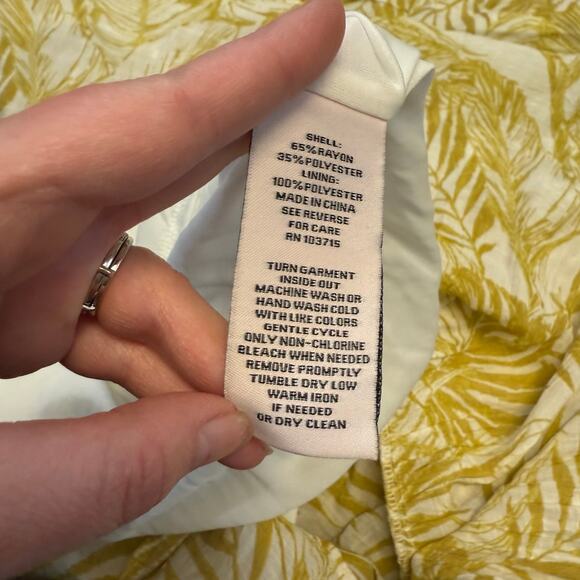 SHELL:
65%RAYON
35%POLYESTER
LINING:
100%POLYESTER
MADE IN CHINA
SEE REVERSE
FOR CARE
RN 103715
TURN GARMENT
INSIDE OUT
MACHINE WASH OR
HAND WASH COLD
WITH LIKE COLORS
GENTLE CYCLE
ONLY NON-CHLORINE
BLEACH WHEN NEEDED
REMOVE PROMPTLY
TUMBLE DRY LOW
WARM IRON
IF NEEDED
OR DRY CLEAN